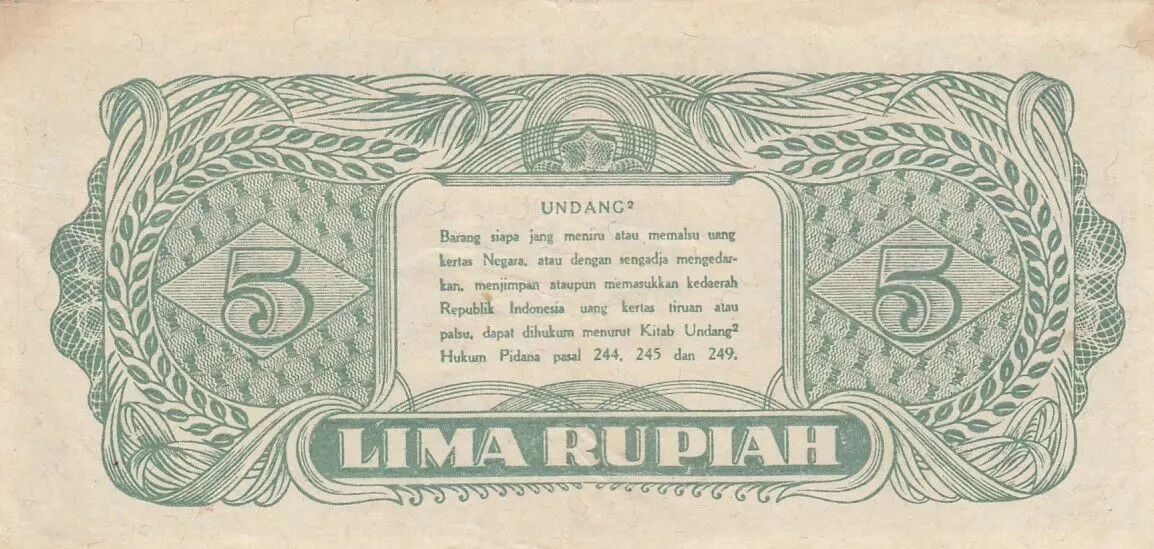 UNDANG²
Barang siapa jang meniru atau memalsu uang
kertas Negara, atau dengan sengadja mengedar-
kan, menjimpan ataupun memasukkan kedaerah
Republik Indonesia uang kertas tiruan atau
palsu, dapat dihukum menurut Kitab Undang²
Hukum Pidana pasal 244, 245 dan 249.
5
5
LIMA RUPIAH